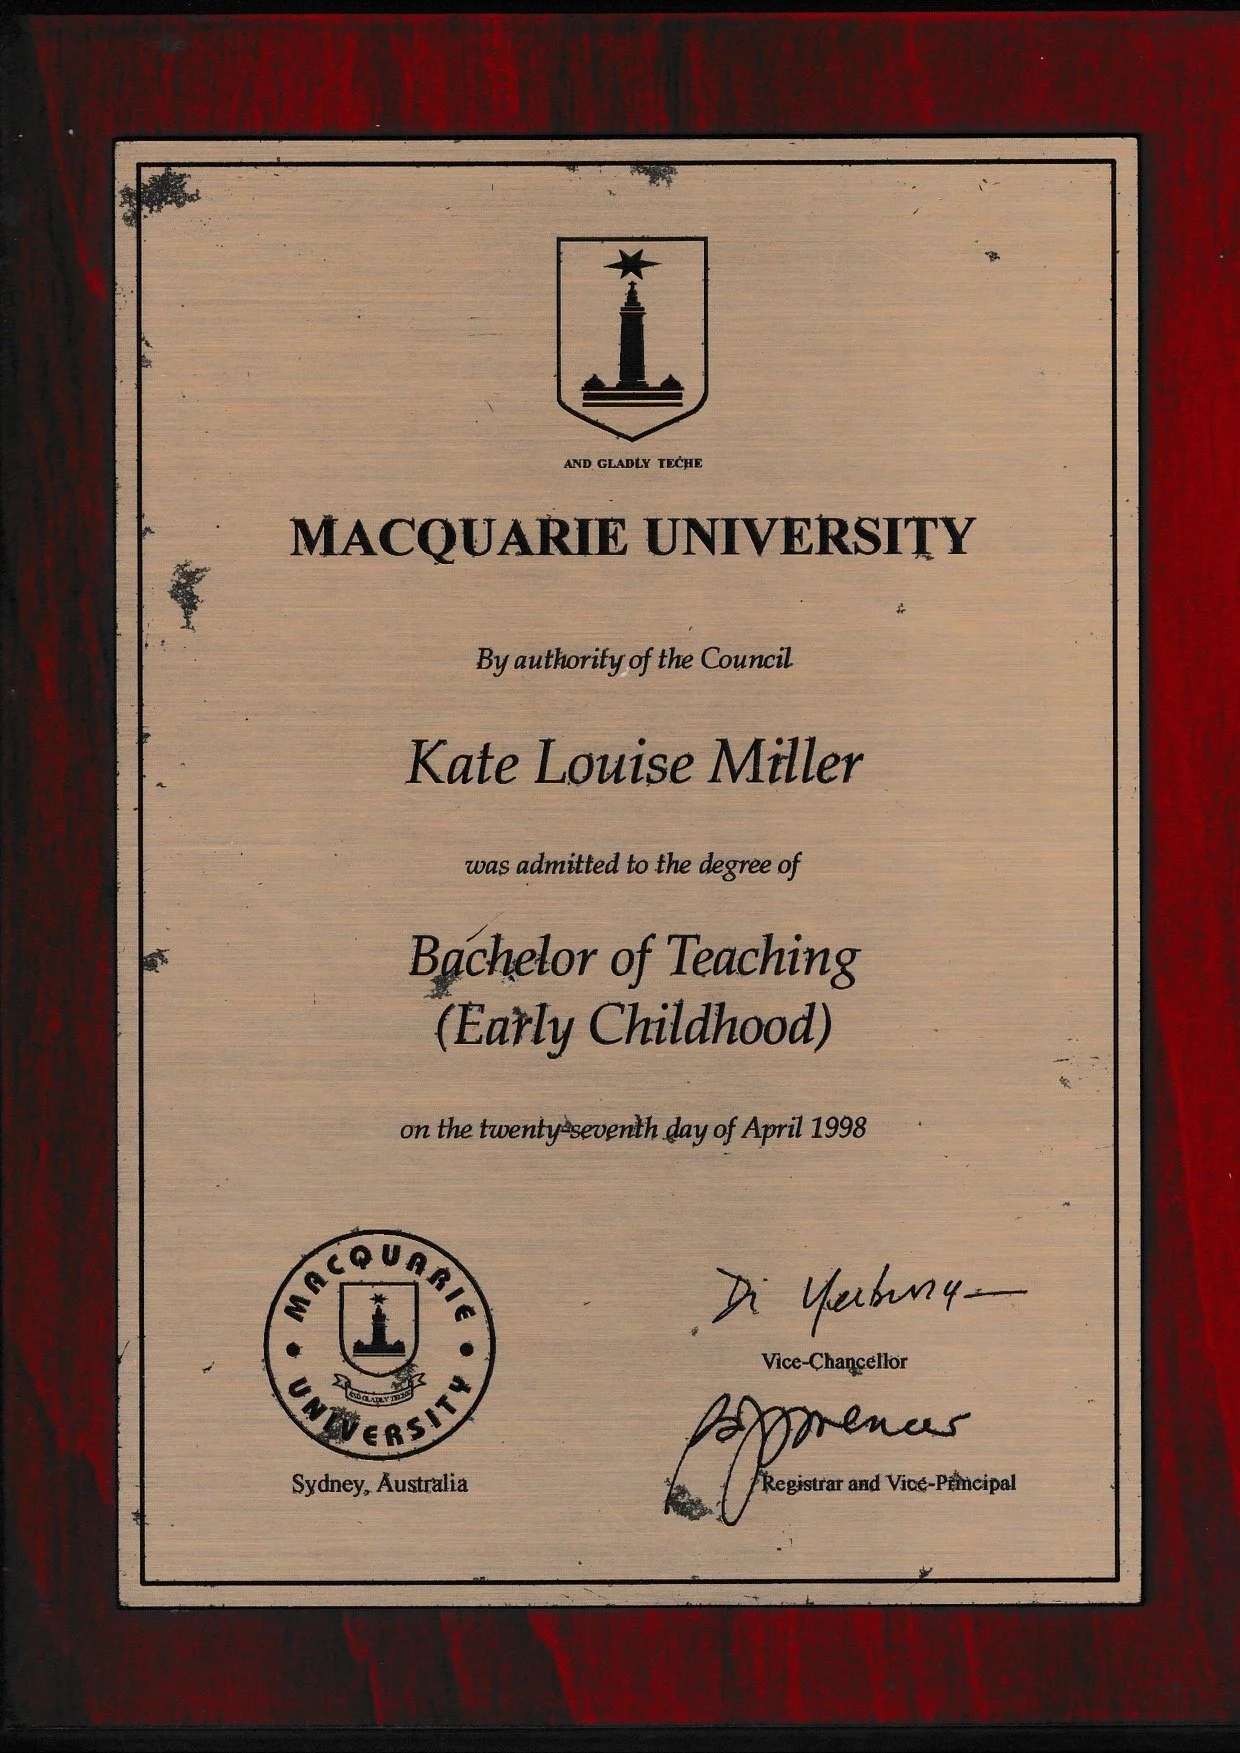 AND GLADLY TECHE
MACQUARIE UNIVERSITY
By authority of the Council
Kate Louise Miller
was admitted to the degree of
Bachelor of Teaching
(Early Childhood)
on the twenty-seventh day of April 1998
MACQUARIE UNIVERSITY
AND GLADLY TECHE
Sydney, Australia
Di Yerbury
Vice-Chancellor
Registrar and Vice-Principal